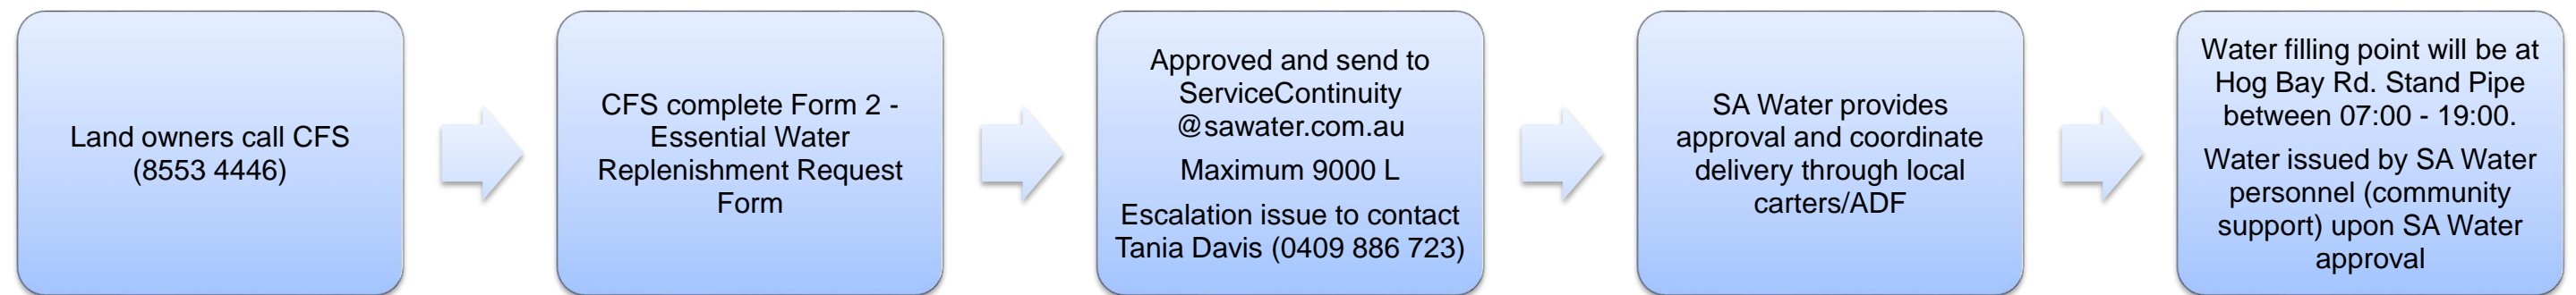 Land owners call CFS
(8553 4446)
CFS complete Form 2 -
Essential Water
Replenishment Request
Form
Approved and send to
ServiceContinuity
@sawater.com.au
Maximum 9000 L
Escalation issue to contact
Tania Davis (0409 886 723)
SA Water provides
approval and coordinate
delivery through local
carters/ADF
Water filling point will be at
Hog Bay Rd. Stand Pipe
between 07:00 - 19:00.
Water issued by SA Water
personnel (community
support) upon SA Water
approval